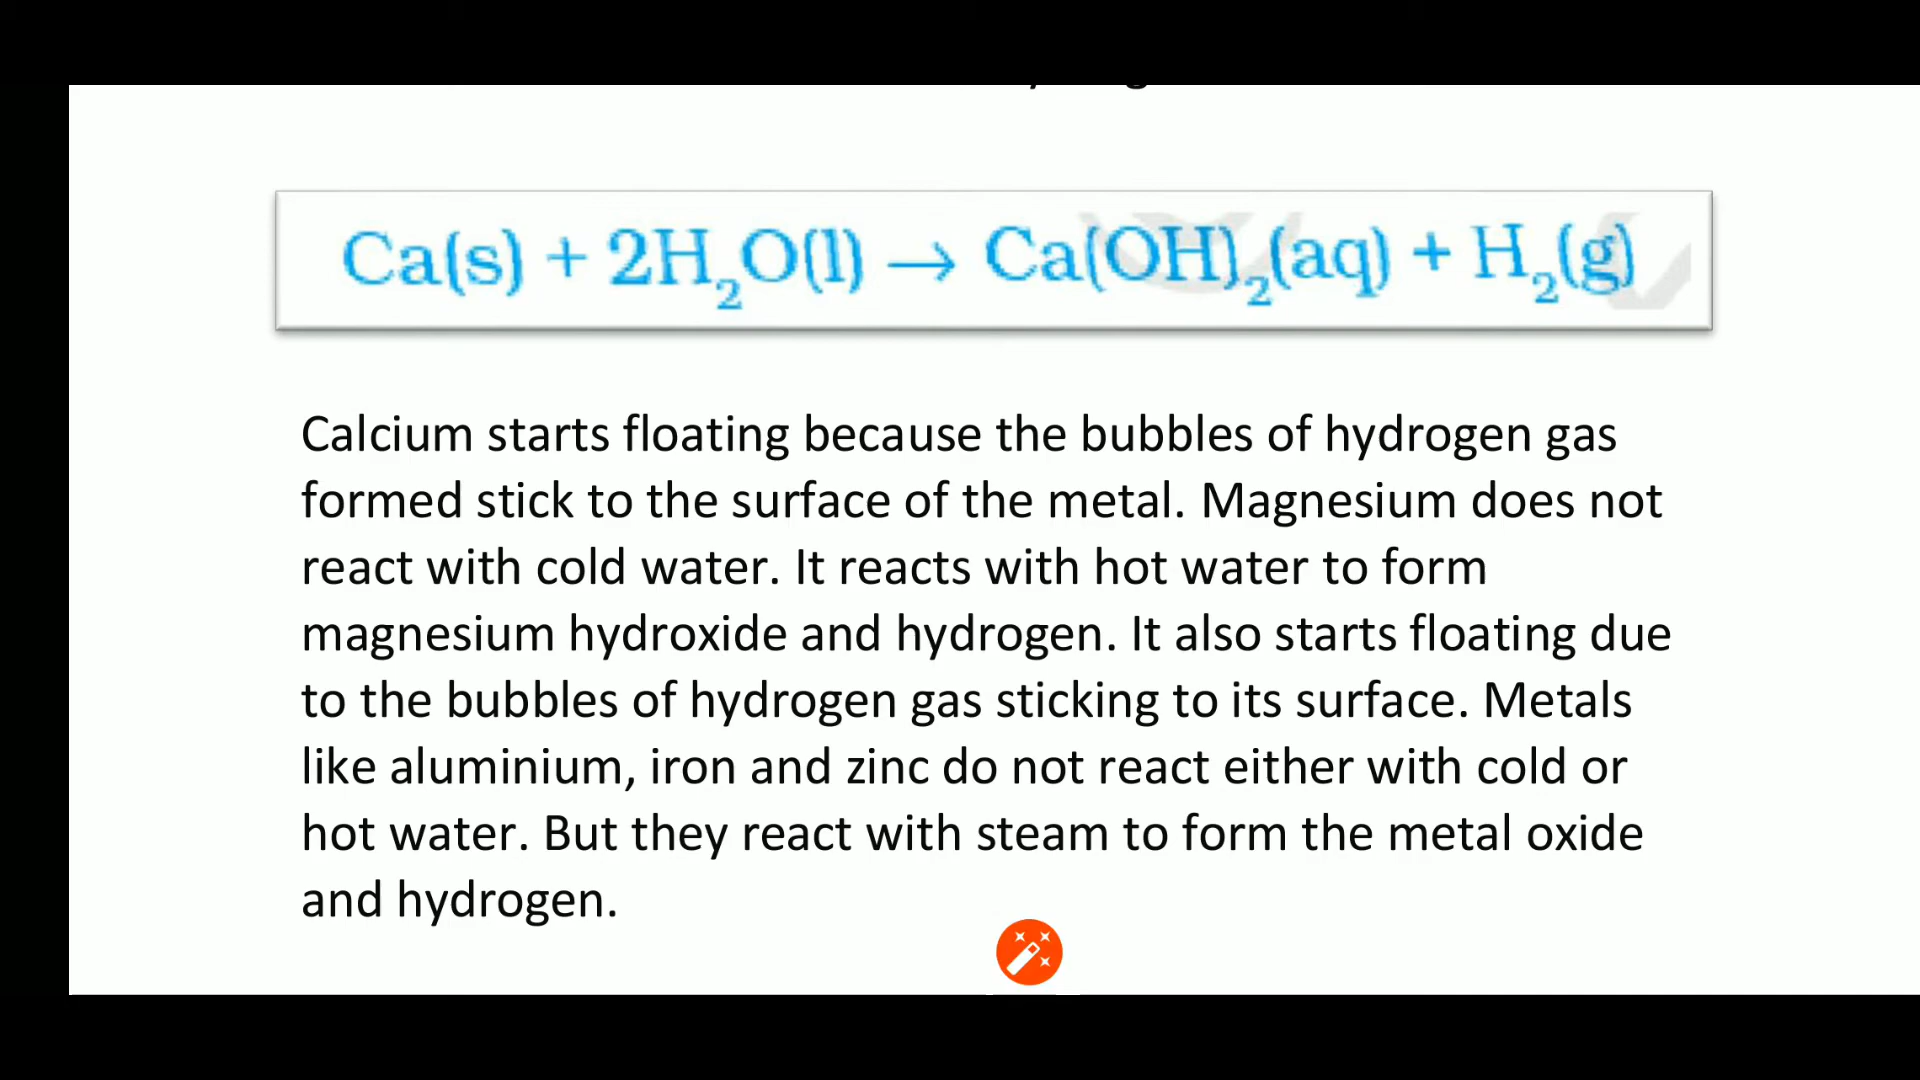 Ca(s) + 2H₂O(l) → Ca(OH)₂(aq) + H₂(g)
Calcium starts floating because the bubbles of hydrogen gas
formed stick to the surface of the metal. Magnesium does not
react with cold water. It reacts with hot water to form
magnesium hydroxide and hydrogen. It also starts floating due
to the bubbles of hydrogen gas sticking to its surface. Metals
like aluminium, iron and zinc do not react either with cold or
hot water. But they react with steam to form the metal oxide
and hydrogen.